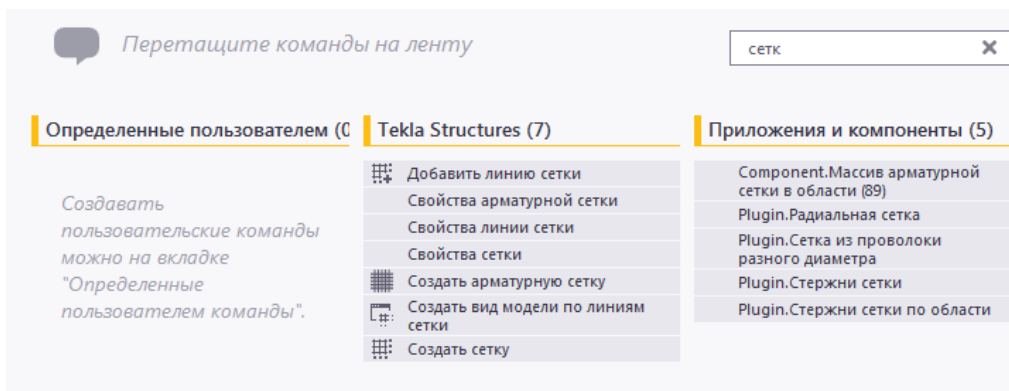 Перетащите команды на ленту
сетк
Определенные пользователем (0
Создавать
пользовательские команды
можно на вкладке
"Определенные
пользователем команды".
Tekla Structures (7)
Добавить линию сетки
Свойства арматурной сетки
Свойства линии сетки
Свойства сетки
Создать арматурную сетку
Создать вид модели по линиям
сетки
Создать сетку
Приложения и компоненты (5)
Component.Массив арматурной
сетки в области (89)
Plugin.Радиальная сетка
Plugin.Сетка из проволоки
разного диаметра
Plugin.Стержни сетки
Plugin.Стержни сетки по области